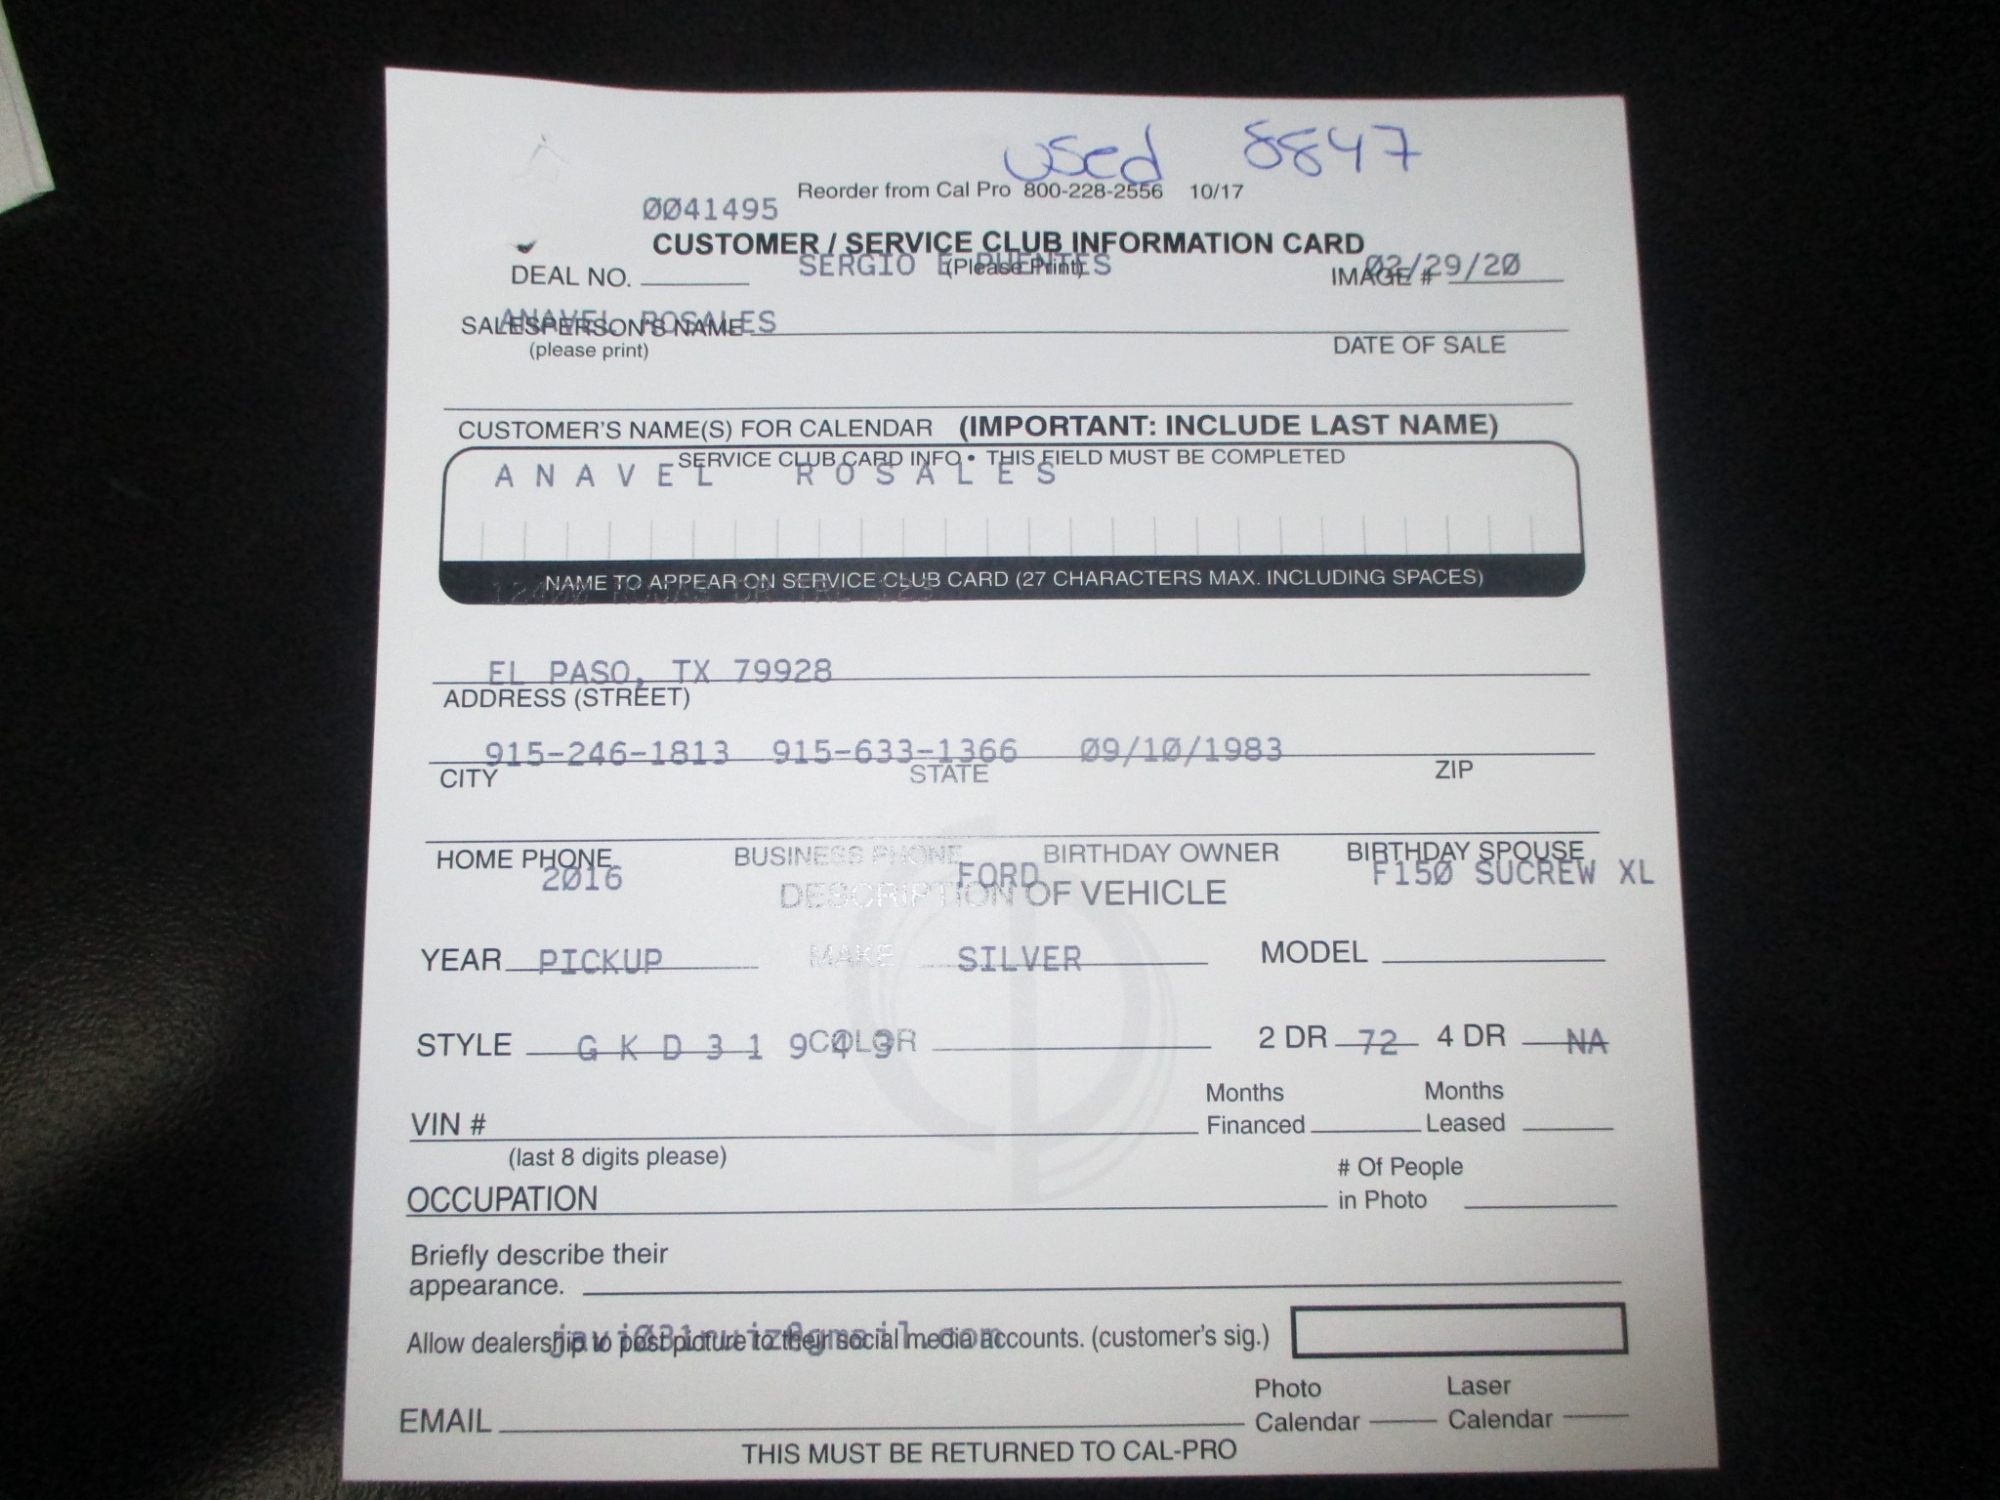 used 8847
Reorder from Cal Pro 800-228-2556 10/17
0041495
CUSTOMER / SERVICE CLUB INFORMATION CARD
(Please Print)
SERGIO E PUENTES
02/29/20
DEAL NO. IMAGE #
ANAVEL ROSALES
SALESPERSON'S NAME
(please print) DATE OF SALE
CUSTOMER'S NAME(S) FOR CALENDAR (IMPORTANT: INCLUDE LAST NAME)
SERVICE CLUB CARD INFO • THIS FIELD MUST BE COMPLETED
A N A V E L R O S A L E S
NAME TO APPEAR ON SERVICE CLUB CARD (27 CHARACTERS MAX. INCLUDING SPACES)
EL PASO, TX 79928
ADDRESS (STREET)
915-246-1813 915-633-1366 09/10/1983
CITY STATE ZIP
HOME PHONE BUSINESS PHONE BIRTHDAY OWNER BIRTHDAY SPOUSE
2016 FORD F150 SUCREW XL
DESCRIPTION OF VEHICLE
YEAR PICKUP MAKE SILVER MODEL
STYLE G K D 3 1 9 4 3 COLOR 2 DR 72 4 DR NA
Months Months
VIN # Financed Leased
(last 8 digits please)
# Of People
OCCUPATION in Photo
Briefly describe their
appearance.
Allow dealership to post picture to their social media accounts. (customer's sig.)
Photo Laser
EMAIL Calendar Calendar
THIS MUST BE RETURNED TO CAL-PRO